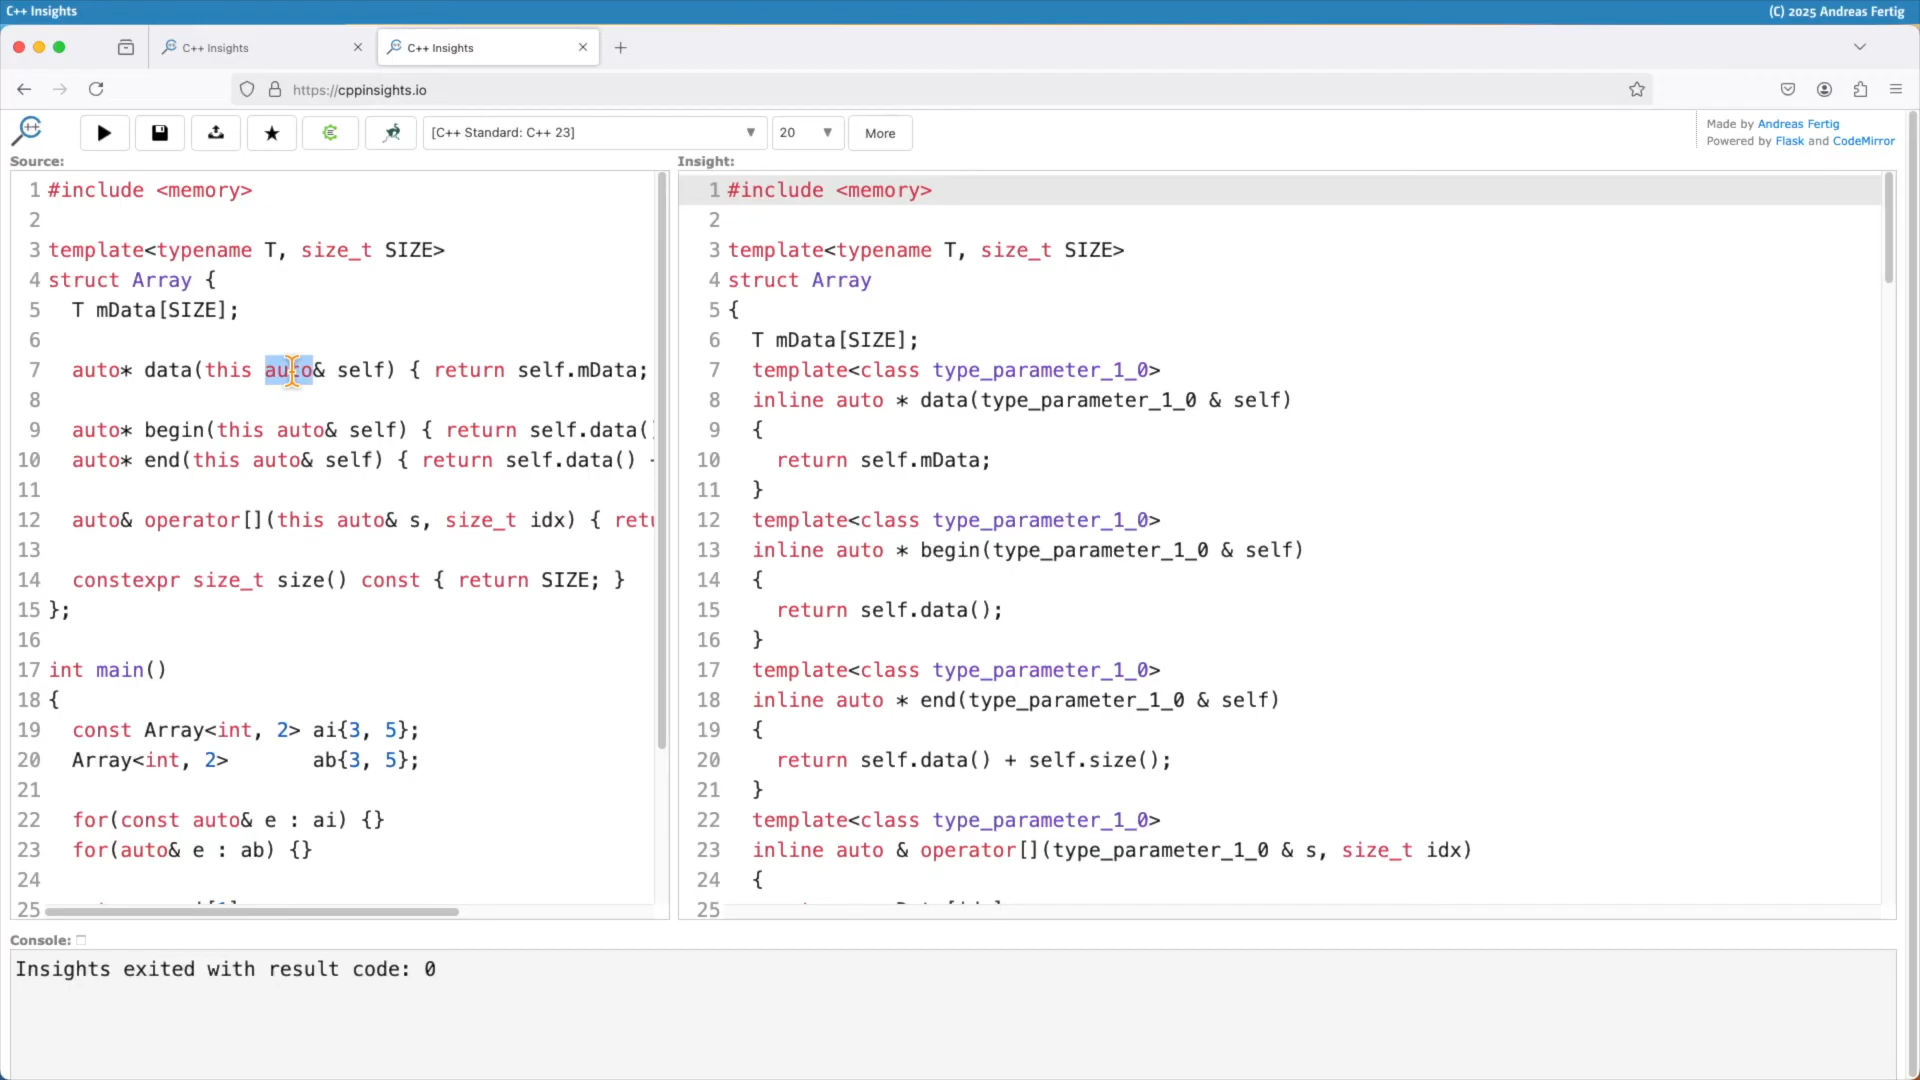 C++ Insights
(C) 2025 Andreas Fertig
C++ Insights
C++ Insights
https://cppinsights.io
[C++ Standard: C++ 23]
20
More
Made by Andreas Fertig
Powered by Flask and CodeMirror
Source:
1 #include <memory>
2
3 template<typename T, size_t SIZE>
4 struct Array {
5   T mData[SIZE];
6
7   auto* data(this auto& self) { return self.mData;
8
9   auto* begin(this auto& self) { return self.data()
10   auto* end(this auto& self) { return self.data()
11
12   auto& operator[](this auto& s, size_t idx) {
13
14   constexpr size_t size() const { return SIZE; }
15 };
16
17 int main()
18 {
19   const Array<int, 2> ai{3, 5};
20   Array<int, 2>       ab{3, 5};
21
22   for(const auto& e : ai) {}
23   for(auto& e : ab) {}
24
25
Insight:
1 #include <memory>
2
3 template<typename T, size_t SIZE>
4 struct Array
5 {
6   T mData[SIZE];
7   template<class type_parameter_1_0>
8   inline auto * data(type_parameter_1_0 & self)
9   {
10     return self.mData;
11   }
12   template<class type_parameter_1_0>
13   inline auto * begin(type_parameter_1_0 & self)
14   {
15     return self.data();
16   }
17   template<class type_parameter_1_0>
18   inline auto * end(type_parameter_1_0 & self)
19   {
20     return self.data() + self.size();
21   }
22   template<class type_parameter_1_0>
23   inline auto & operator[](type_parameter_1_0 & s, size_t idx)
24   {
25
Console:
Insights exited with result code: 0